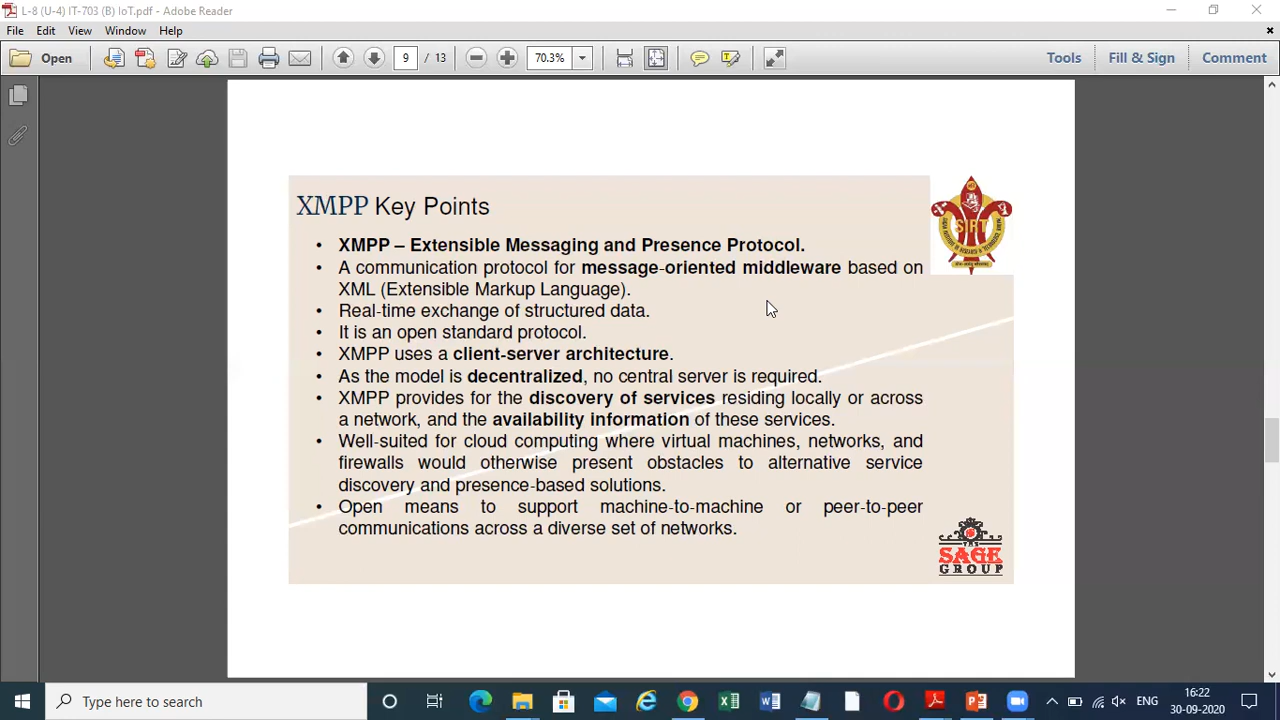 L-8 (U-4) IT-703 (B) IoT.pdf - Adobe Reader
File Edit View Window Help
Open 9 / 13 70.3% Tools Fill & Sign Comment
XMPP Key Points
• XMPP – Extensible Messaging and Presence Protocol.
• A communication protocol for message-oriented middleware based on
XML (Extensible Markup Language).
• Real-time exchange of structured data.
• It is an open standard protocol.
• XMPP uses a client-server architecture.
• As the model is decentralized, no central server is required.
• XMPP provides for the discovery of services residing locally or across
a network, and the availability information of these services.
• Well-suited for cloud computing where virtual machines, networks, and
firewalls would otherwise present obstacles to alternative service
discovery and presence-based solutions.
• Open means to support machine-to-machine or peer-to-peer
communications across a diverse set of networks.
SIRT
THE
SAGE
GROUP
Type here to search
ENG
16:22
30-09-2020